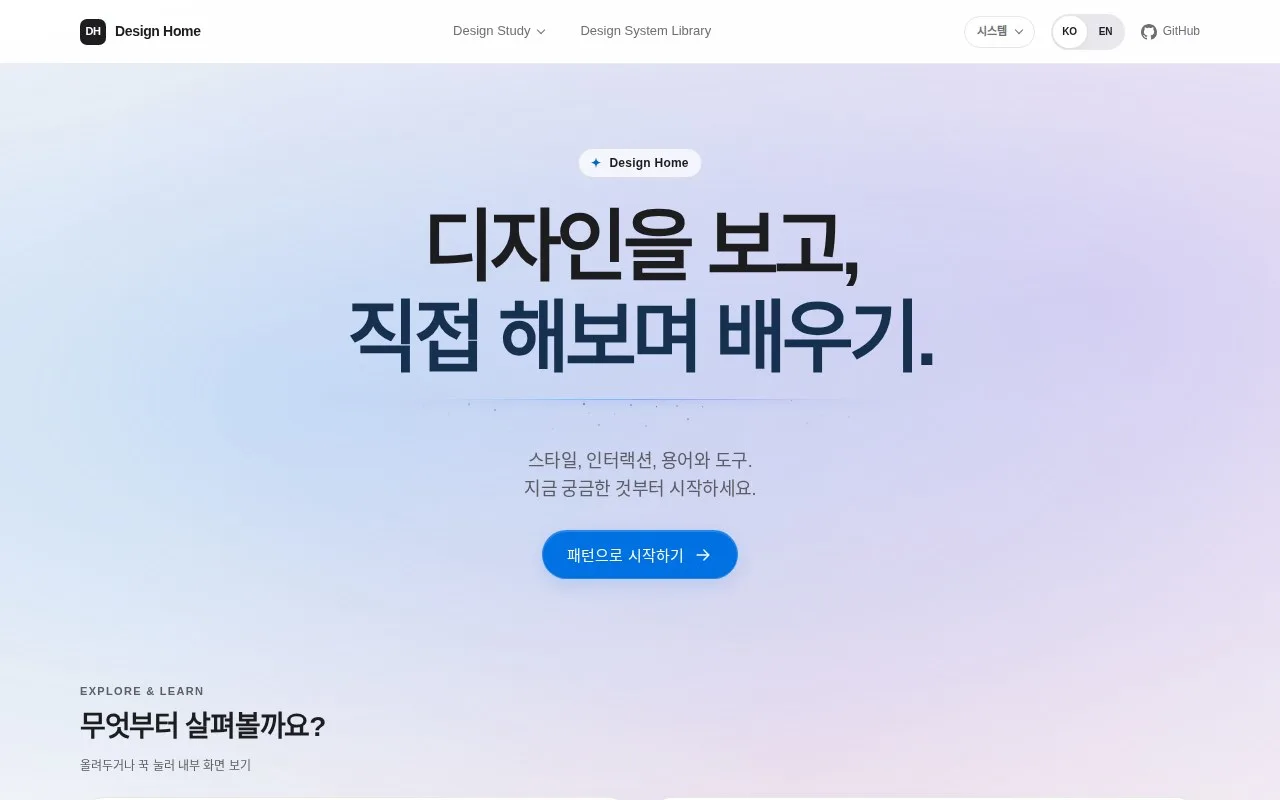 DH Design Home
Design Study
Design System Library
시스템
KO
EN
GitHub
✦ Design Home
디자인을 보고,
직접 해보며 배우기.
스타일, 인터랙션, 용어와 도구.
지금 궁금한 것부터 시작하세요.
패턴으로 시작하기 →
EXPLORE & LEARN
무엇부터 살펴볼까요?
올려두거나 꾹 눌러 내부 화면 보기